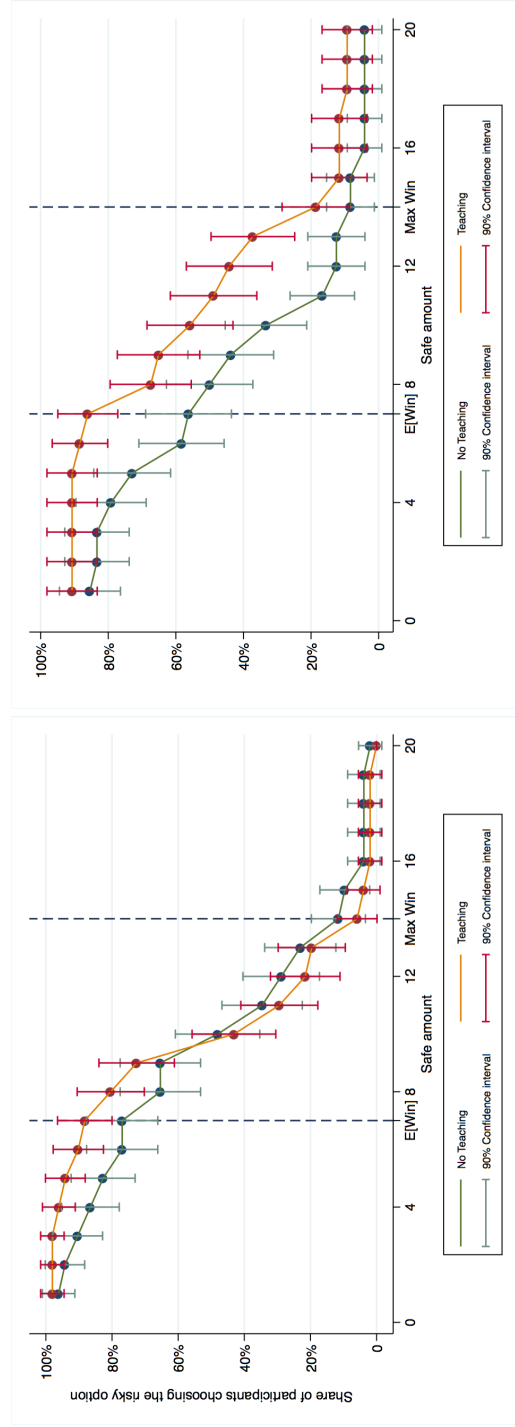 Share of participants choosing the risky option
100%
80%
60%
40%
20%
0
0
4
E[Win] 8
12
Max Win
16
20
Safe amount
No Teaching
Teaching
90% Confidence interval
90% Confidence interval
100%
80%
60%
40%
20%
0
0
4
E[Win] 8
12
Max Win
16
20
Safe amount
No Teaching
Teaching
90% Confidence interval
90% Confidence interval